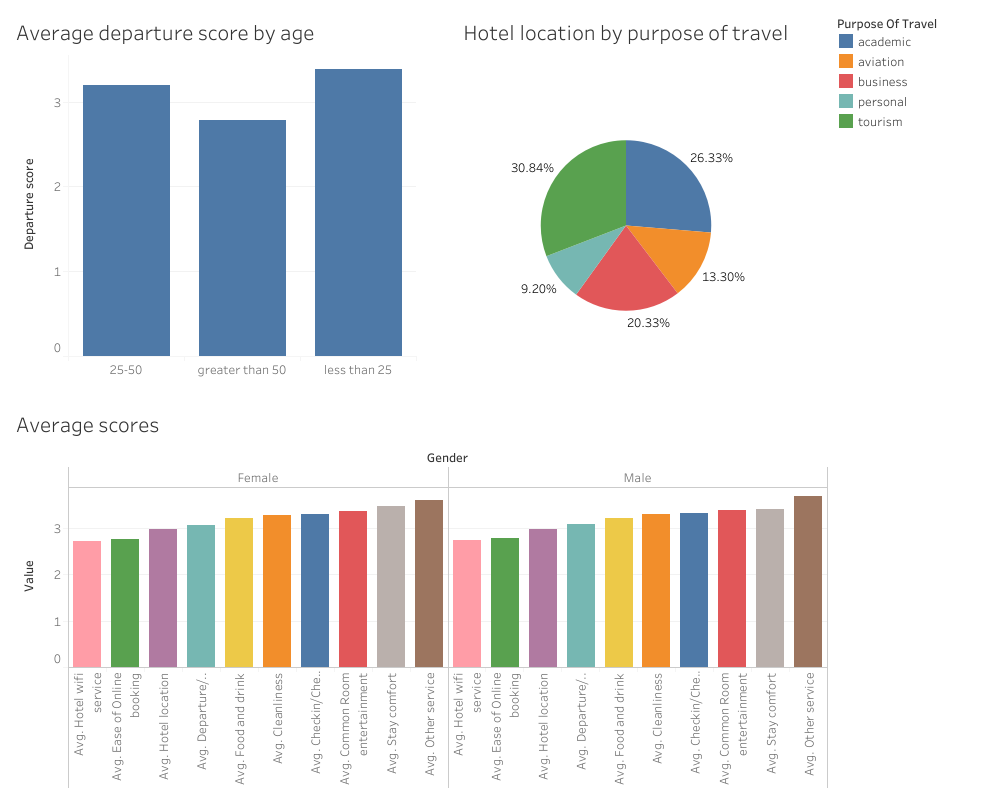 Average departure score by age
Departure score
3
2
1
0
25-50
greater than 50
less than 25
Hotel location by purpose of travel
26.33%
13.30%
20.33%
9.20%
30.84%
Purpose Of Travel
academic
aviation
business
personal
tourism
Average scores
Gender
Female
Male
Value
3
2
1
0
Avg. Hotel wifi
service
Avg. Ease of Online
booking
Avg. Hotel location
Avg. Departure/..
Avg. Food and drink
Avg. Cleanliness
Avg. Checkin/Che..
Avg. Common Room
entertainment
Avg. Stay comfort
Avg. Other service
Avg. Hotel wifi
service
Avg. Ease of Online
booking
Avg. Hotel location
Avg. Departure/..
Avg. Food and drink
Avg. Cleanliness
Avg. Checkin/Che..
Avg. Common Room
entertainment
Avg. Stay comfort
Avg. Other service